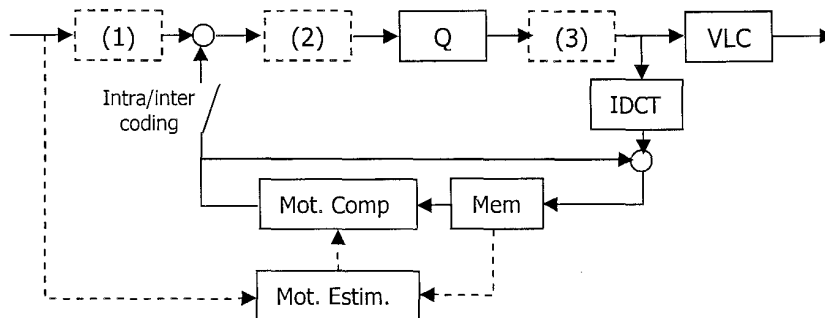 (1)
(2)
Q
(3)
VLC
Intra/inter
coding
IDCT
Mot. Comp
Mem
Mot. Estim.